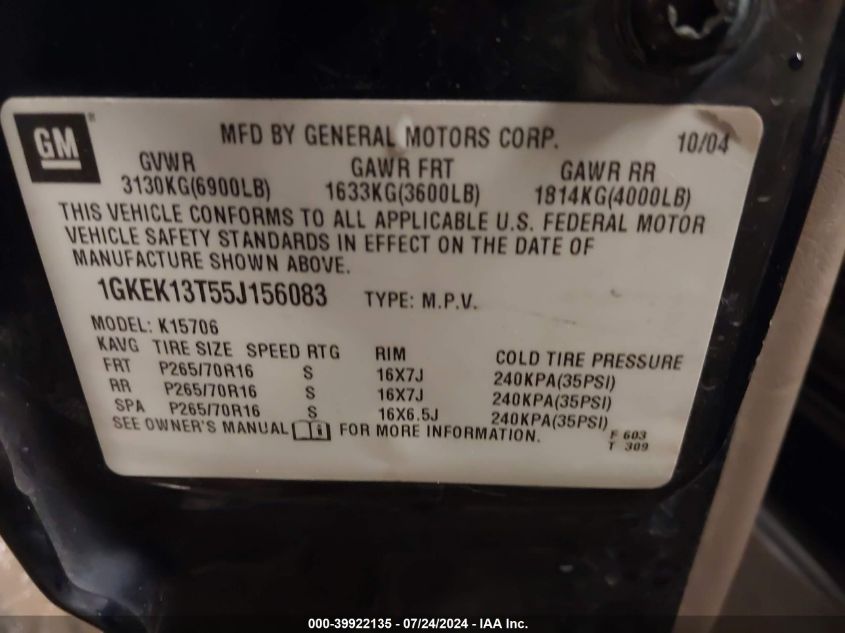 GM®
MFD BY GENERAL MOTORS CORP. 10/04
GVWR GAWR FRT GAWR RR
3130KG(6900LB) 1633KG(3600LB) 1814KG(4000LB)
THIS VEHICLE CONFORMS TO ALL APPLICABLE U.S. FEDERAL MOTOR
VEHICLE SAFETY STANDARDS IN EFFECT ON THE DATE OF
MANUFACTURE SHOWN ABOVE.
1GKEK13T55J156083 TYPE: M.P.V.
MODEL: K15706
KAVG TIRE SIZE SPEED RTG RIM COLD TIRE PRESSURE
FRT P265/70R16 S 16X7J 240KPA(35PSI)
RR P265/70R16 S 16X7J 240KPA(35PSI)
SPA P265/70R16 S 16X6.5J 240KPA(35PSI)
SEE OWNER'S MANUAL FOR MORE INFORMATION.
F 603
T 309
000-39922135 - 07/24/2024 - IAA Inc.